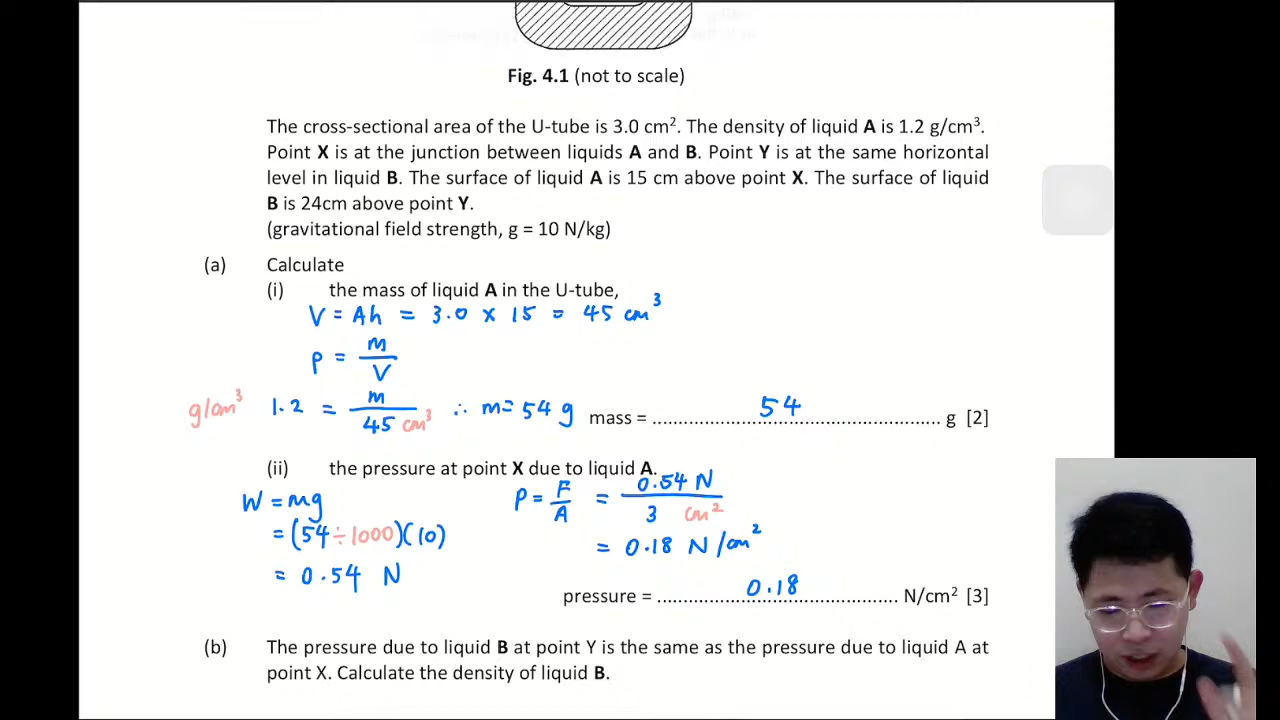 Fig. 4.1 (not to scale)
The cross-sectional area of the U-tube is 3.0 cm². The density of liquid A is 1.2 g/cm³.
Point X is at the junction between liquids A and B. Point Y is at the same horizontal
level in liquid B. The surface of liquid A is 15 cm above point X. The surface of liquid
B is 24cm above point Y.
(gravitational field strength, g = 10 N/kg)
(a) Calculate
(i) the mass of liquid A in the U-tube,
V = Ah = 3.0 × 15 = 45 cm³
ρ = m/V
g/cm³ 1.2 = m/45 cm³ ∴ m = 54 g
mass = 54 g [2]
(ii) the pressure at point X due to liquid A.
W = mg
= (54 ÷ 1000)(10)
= 0.54 N
P = F/A = 0.54 N / 3 cm²
= 0.18 N/cm²
pressure = 0.18 N/cm² [3]
(b) The pressure due to liquid B at point Y is the same as the pressure due to liquid A at
point X. Calculate the density of liquid B.